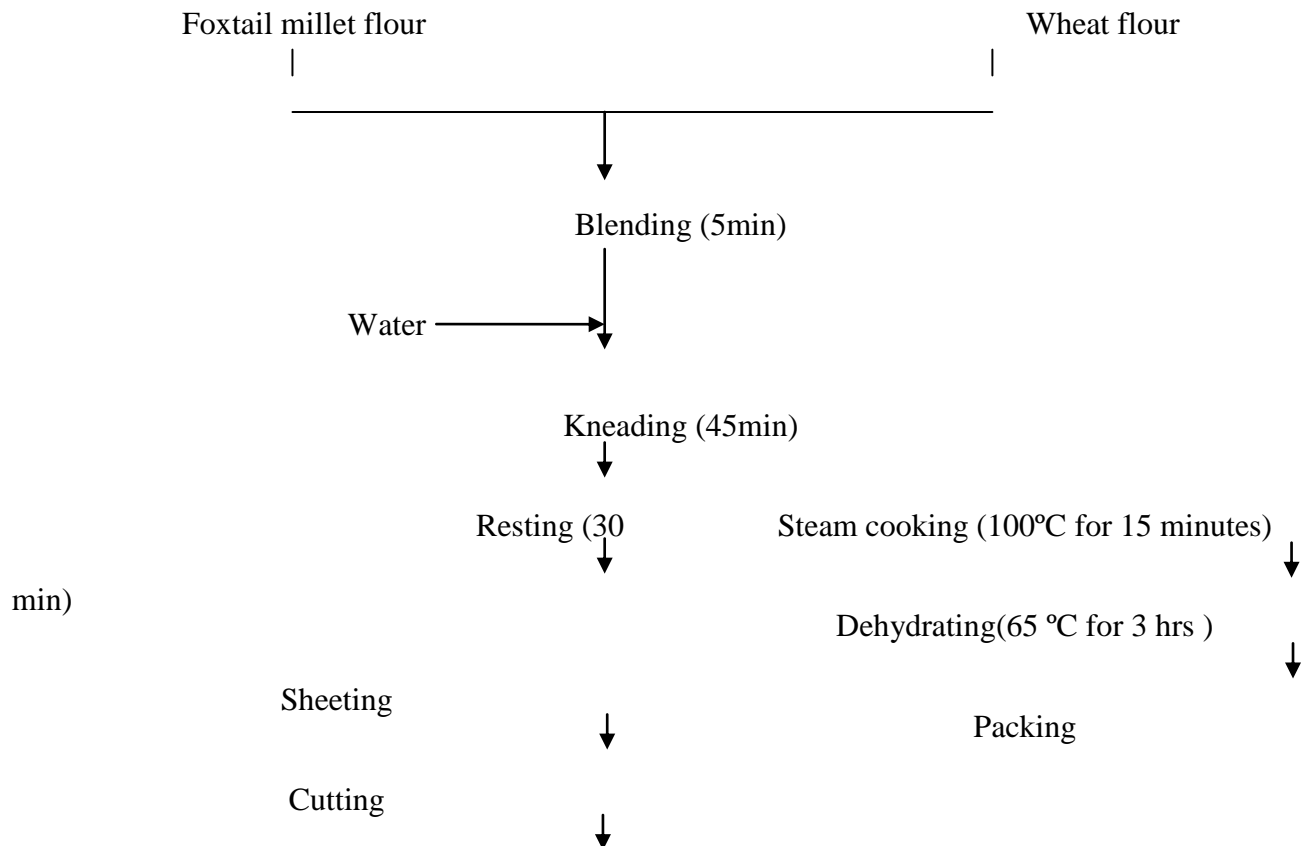 Foxtail millet flour
Wheat flour
Blending (5min)
Water
Kneading (45min)
Resting (30
min)
Sheeting
Cutting
Steam cooking (100ºC for 15 minutes)
Dehydrating(65 ºC for 3 hrs )
Packing